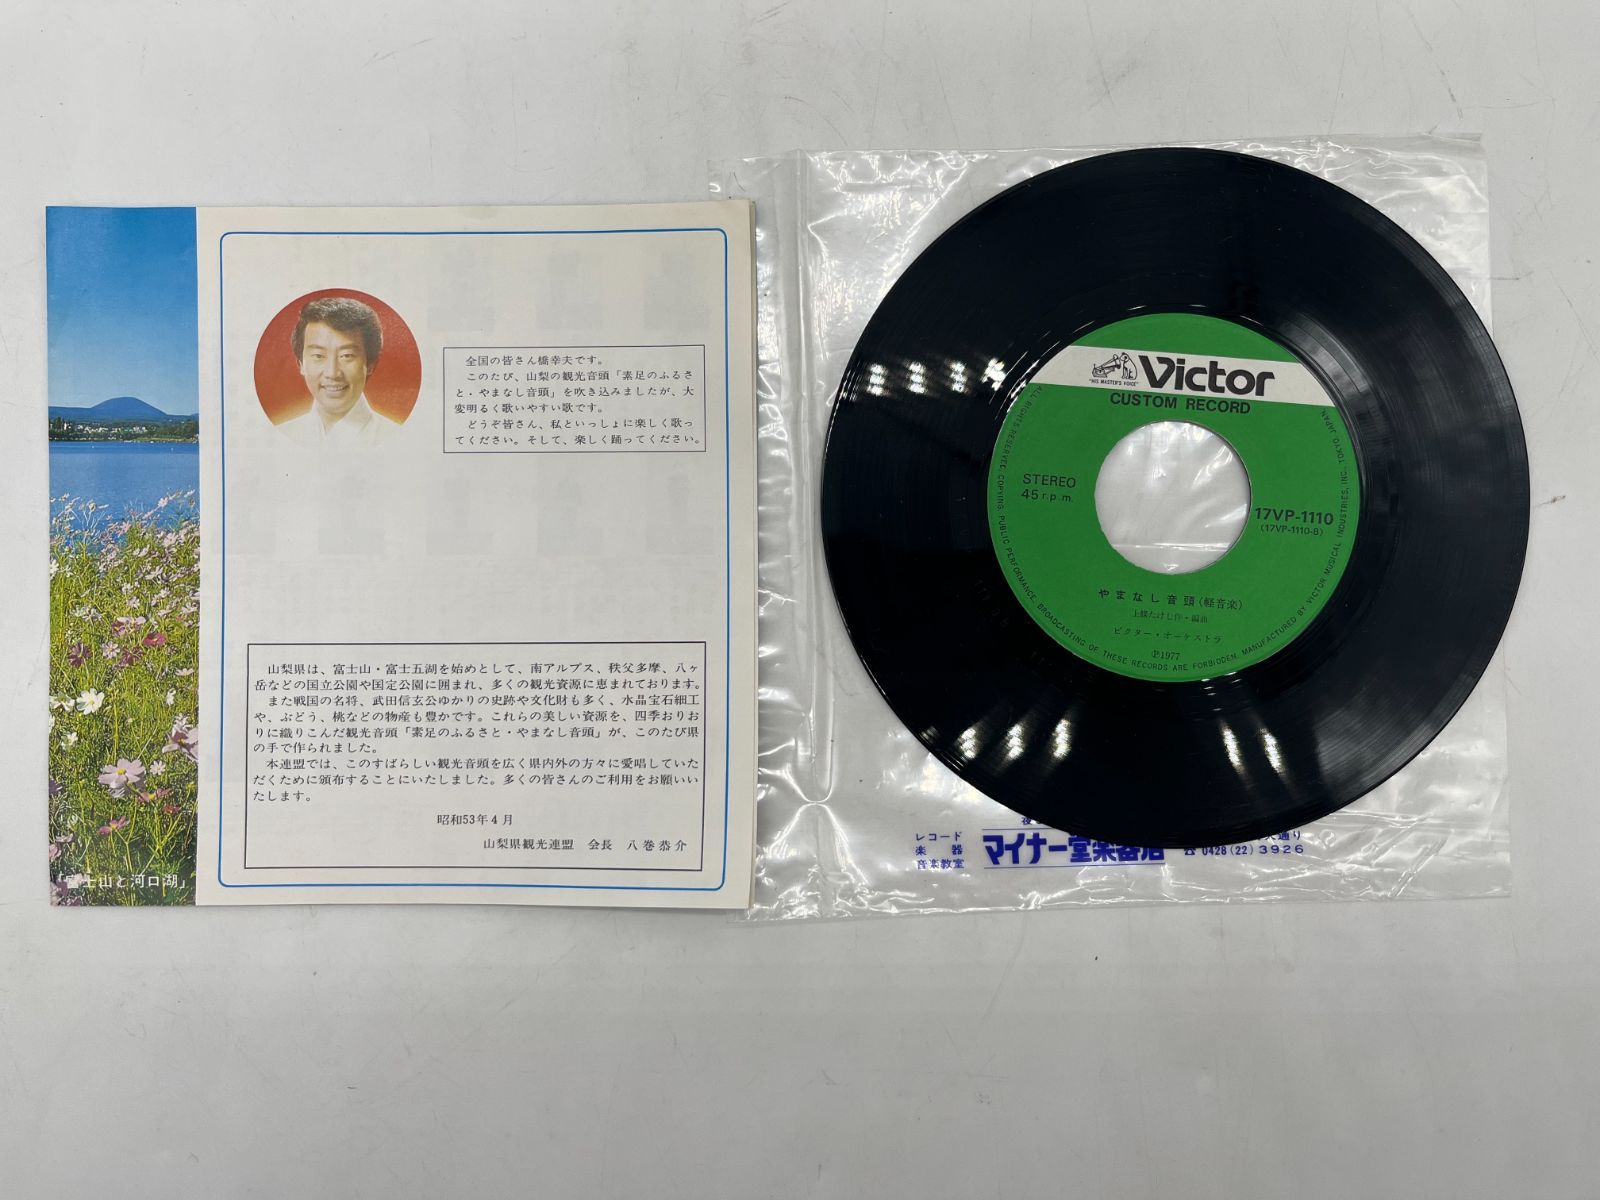 全国の皆さん橋幸夫です。
このたび、山梨の観光音頭「素足のふるさ
と・やまなし音頭」を吹き込みましたが、大
変明るく歌いやすい歌です。
どうぞ皆さん、私といっしょに楽しく歌っ
てください。そして、楽しく踊ってください。
山梨県は、富士山・富士五湖を始めとして、南アルプス、秩父多摩、八ヶ
岳などの国立公園や国定公園に囲まれ、多くの観光資源に恵まれております。
また戦国の名将、武田信玄公ゆかりの史跡や文化財も多く、水晶宝石細工
や、ぶどう、桃などの物産も豊かです。これらの美しい資源を、四季おりお
りに織りこんだ観光音頭「素足のふるさと・やまなし音頭」が、このたび県
の手で作られました。
本連盟では、このすばらしい観光音頭を広く県内外の方々に愛唱していた
だくために頒布することにいたしました。多くの皆さんのご利用をお願いい
たします。
昭和53年4月
山梨県観光連盟 会長 八巻恭介
「富士山と河口湖」
"HIS MASTER'S VOICE"
Victor
CUSTOM RECORD
STEREO
45 r.p.m.
17VP-1110
(17VP-1110-B)
やまなし音頭(軽音楽)
上條たけし作・編曲
ビクター・オーケストラ
Ⓟ1977
ALL RIGHTS RESERVED. COPYING, PUBLIC PERFORMANCE, BROADCASTING OF THESE RECORDS ARE FORBIDDEN. MANUFACTURED BY VICTOR MUSICAL INDUSTRIES, INC., TOKYO, JAPAN
レコード
楽器
音楽教室
マイナー堂楽器店
通り
☎0428(22)3926